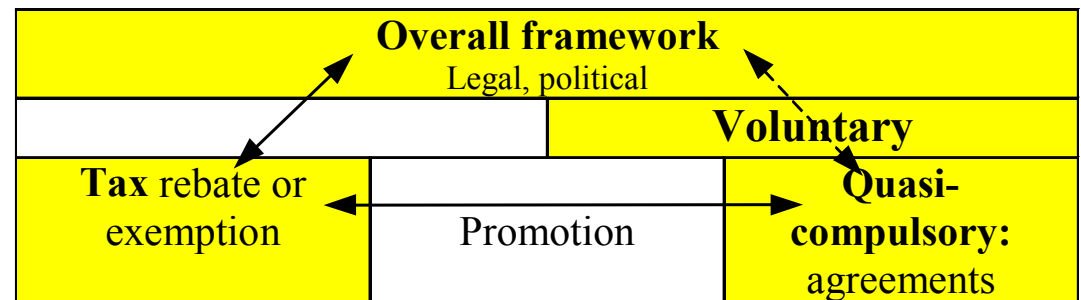 Overall framework
Legal, political
Voluntary
Tax rebate or
exemption
Promotion
Quasi-
compulsory:
agreements